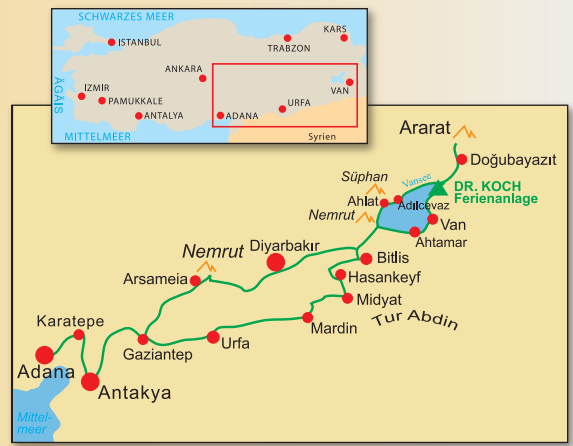 SCHWARZES MEER
KARS
ISTANBUL
TRABZON
ANKARA
ÄGÄIS
IZMIR
VAN
PAMUKKALE
URFA
ANTALYA
ADANA
MITTELMEER
Syrien
Ararat
Doğubayazıt
Süphan
Vansee
DR. KOCH
Ferienanlage
Ahlat
Adilcevaz
Nemrut
Van
Ahtamar
Nemrut
Diyarbakır
Bitlis
Arsameia
Hasankeyf
Midyat
Karatepe
Mardin
Tur Abdin
Gaziantep
Urfa
Adana
Antakya
Mittel-
meer